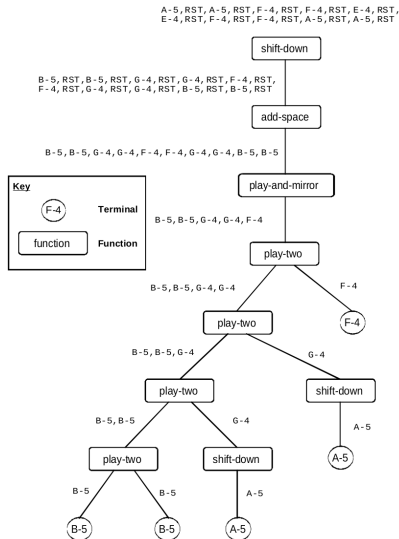 A-5,RST,A-5,RST,F-4,RST,F-4,RST,E-4,RST,
E-4,RST,F-4,RST,F-4,RST,A-5,RST,A-5,RST
shift-down
B-5,RST,B-5,RST,G-4,RST,G-4,RST,F-4,RST,
F-4,RST,G-4,RST,G-4,RST,B-5,RST,B-5,RST
add-space
B-5,B-5,G-4,G-4,F-4,F-4,G-4,G-4,B-5,B-5
Key
F-4 Terminal
function Function
play-and-mirror
B-5,B-5,G-4,G-4,F-4
play-two
B-5,B-5,G-4,G-4
F-4
play-two
F-4
B-5,B-5,G-4
G-4
play-two
shift-down
B-5,B-5
G-4
A-5
play-two
shift-down
A-5
B-5
B-5
A-5
B-5
B-5
A-5